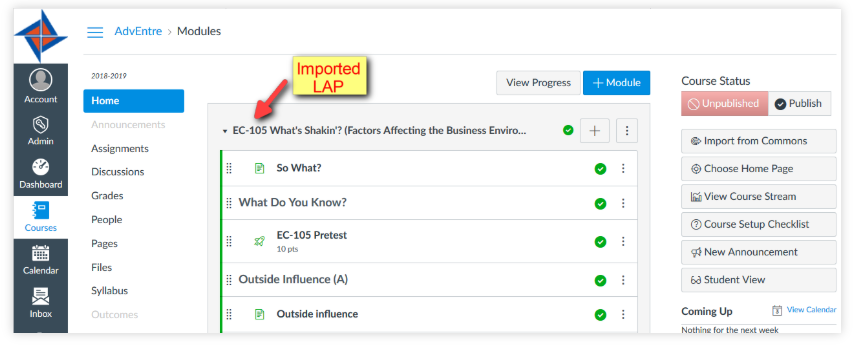 AdvEntre > Modules
Account
Admin
Dashboard
Courses
Calendar
Inbox
2018-2019
Home
Announcements
Assignments
Discussions
Grades
People
Pages
Files
Syllabus
Outcomes
Imported
LAP
View Progress
+ Module
EC-105 What's Shakin'? (Factors Affecting the Business Enviro...
So What?
What Do You Know?
EC-105 Pretest
10 pts
Outside Influence (A)
Outside influence
Course Status
Unpublished
Publish
Import from Commons
Choose Home Page
View Course Stream
Course Setup Checklist
New Announcement
Student View
Coming Up
View Calendar
Nothing for the next week